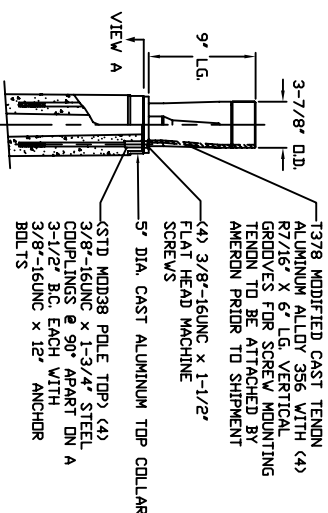 T378 MODIFIED CAST TENON
ALUMINUM ALLOY 356 WITH (4)
R7/16" X 6" LG. VERTICAL
GROOVES FOR SCREW MOUNTING
TENON TO BE ATTACHED BY
AMERON PRIOR TO SHIPMENT
(4) 3/8"-16UNC x 1-1/2"
FLAT HEAD MACHINE
SCREWS
5" DIA. CAST ALUMINUM TOP COLLAR
(STD MOD38 POLE TOP) (4)
3/8"-16UNC x 1-3/4" STEEL
COUPLINGS @ 90° APART ON A
3-1/2" B.C. EACH WITH
3/8"-16UNC x 12" ANCHOR
BOLTS
3-7/8" O.D.
9" LG.
VIEW A